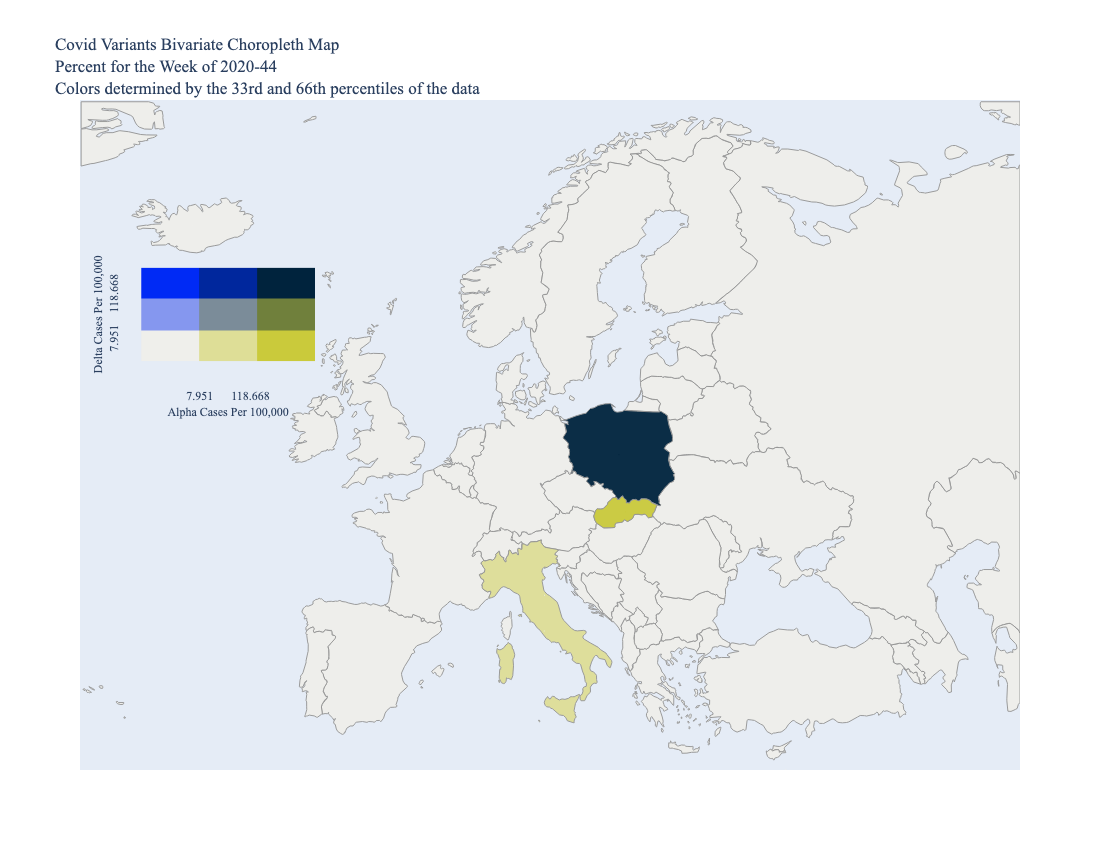 Covid Variants Bivariate Choropleth Map
Percent for the Week of 2020-44
Colors determined by the 33rd and 66th percentiles of the data
Delta Cases Per 100,000
7.951 118.668
7.951 118.668
Alpha Cases Per 100,000